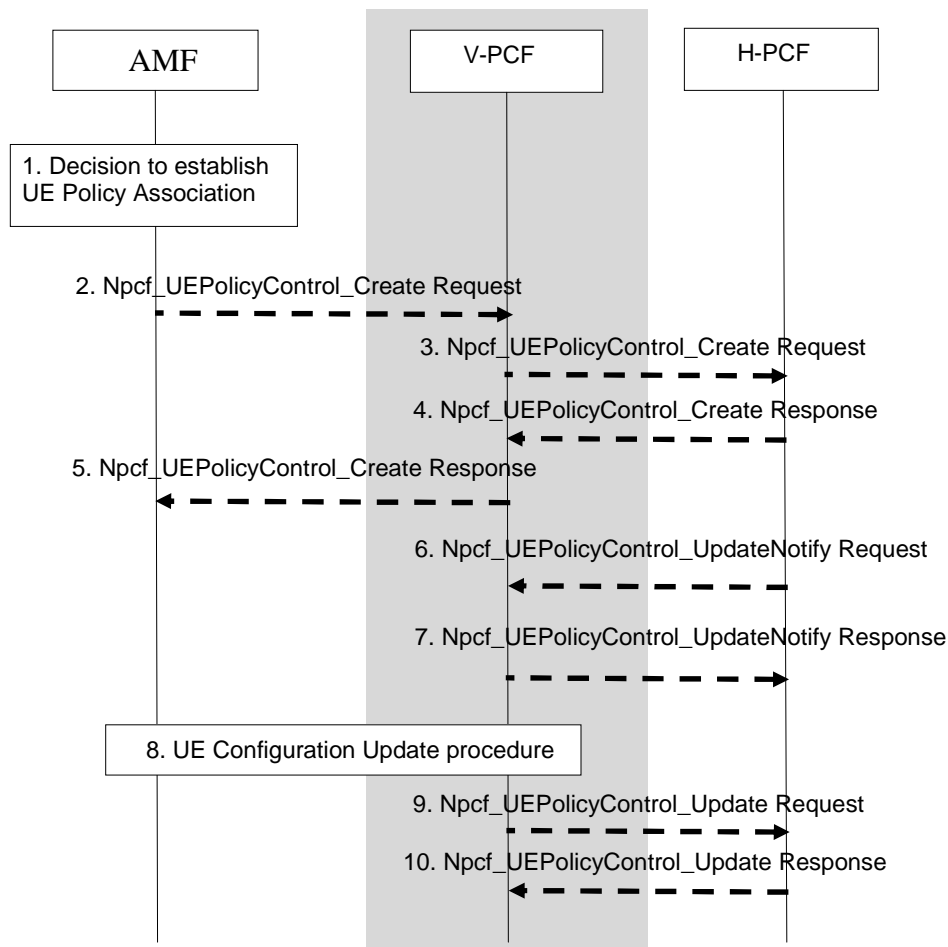 AMF
V-PCF
H-PCF
1. Decision to establish
UE Policy Association
2. Npcf_UEPolicyControl_Create Request
3. Npcf_UEPolicyControl_Create Request
4. Npcf_UEPolicyControl_Create Response
5. Npcf_UEPolicyControl_Create Response
6. Npcf_UEPolicyControl_UpdateNotify Request
7. Npcf_UEPolicyControl_UpdateNotify Response
8. UE Configuration Update procedure
9. Npcf_UEPolicyControl_Update Request
10. Npcf_UEPolicyControl_Update Response